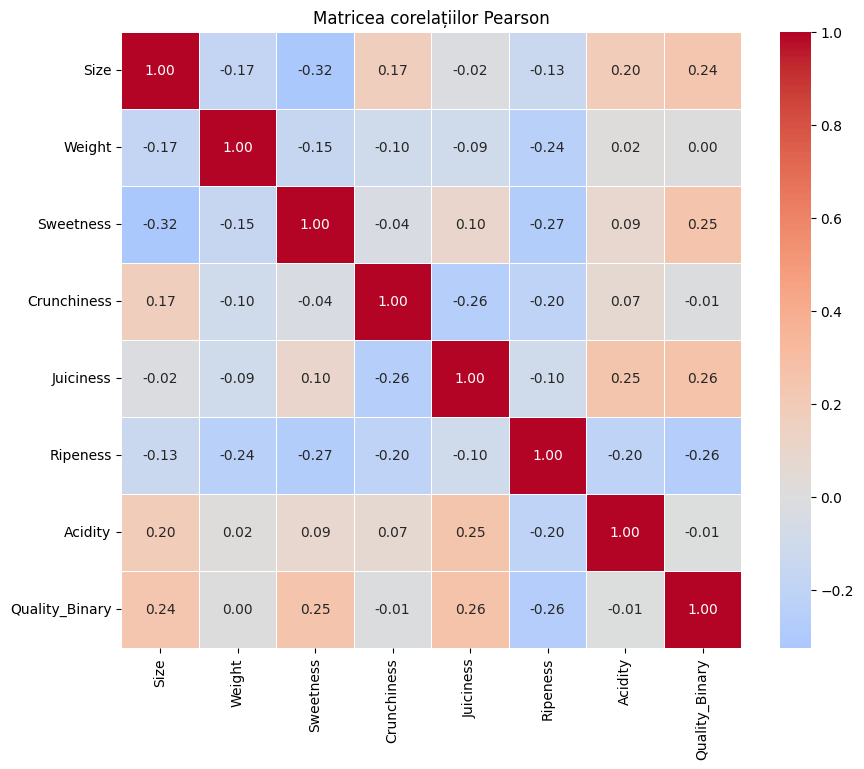 Matricea corelațiilor Pearson
Size 1.00 -0.17 -0.32 0.17 -0.02 -0.13 0.20 0.24
Weight -0.17 1.00 -0.15 -0.10 -0.09 -0.24 0.02 0.00
Sweetness -0.32 -0.15 1.00 -0.04 0.10 -0.27 0.09 0.25
Crunchiness 0.17 -0.10 -0.04 1.00 -0.26 -0.20 0.07 -0.01
Juiciness -0.02 -0.09 0.10 -0.26 1.00 -0.10 0.25 0.26
Ripeness -0.13 -0.24 -0.27 -0.20 -0.10 1.00 -0.20 -0.26
Acidity 0.20 0.02 0.09 0.07 0.25 -0.20 1.00 -0.01
Quality_Binary 0.24 0.00 0.25 -0.01 0.26 -0.26 -0.01 1.00
Size Weight Sweetness Crunchiness Juiciness Ripeness Acidity Quality_Binary
1.0
0.8
0.6
0.4
0.2
0.0
−0.2